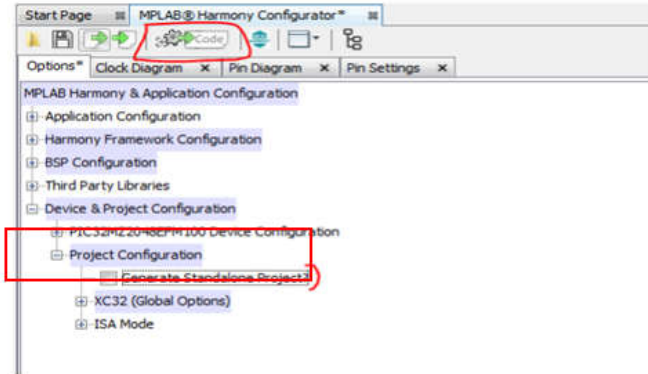 Start Page MPLAB® Harmony Configurator*
Code
Options* Clock Diagram Pin Diagram Pin Settings
MPLAB Harmony & Application Configuration
Application Configuration
Harmony Framework Configuration
BSP Configuration
Third Party Libraries
Device & Project Configuration
PIC32MZ2048EFM100 Device Configuration
Project Configuration
Generate Standalone Project?
XC32 (Global Options)
ISA Mode